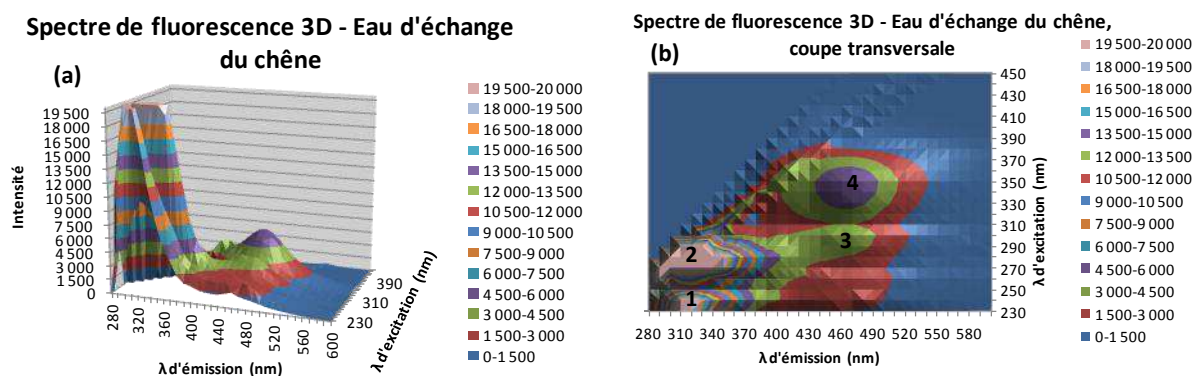 Spectre de fluorescence 3D - Eau d'échange
du chêne
(a)
19 500
18 000
16 500
15 000
13 500
12 000
10 500
9 000
7 500
6 000
4 500
3 000
1 500
0
Intensité
280
320
360
400
440
480
520
560
600
λ d'émission (nm)
230
310
390
λ d'excitation (nm)
19 500-20 000
18 000-19 500
16 500-18 000
15 000-16 500
13 500-15 000
12 000-13 500
10 500-12 000
9 000-10 500
7 500-9 000
6 000-7 500
4 500-6 000
3 000-4 500
1 500-3 000
0-1 500
Spectre de fluorescence 3D - Eau d'échange du chêne,
coupe transversale
(b)
1
2
3
4
450
430
410
390
370
350
330
310
290
270
250
230
λ d'excitation (nm)
280 310 340 370 400 430 460 490 520 550 580
λ d'émission (nm)
19 500-20 000
18 000-19 500
16 500-18 000
15 000-16 500
13 500-15 000
12 000-13 500
10 500-12 000
9 000-10 500
7 500-9 000
6 000-7 500
4 500-6 000
3 000-4 500
1 500-3 000
0-1 500